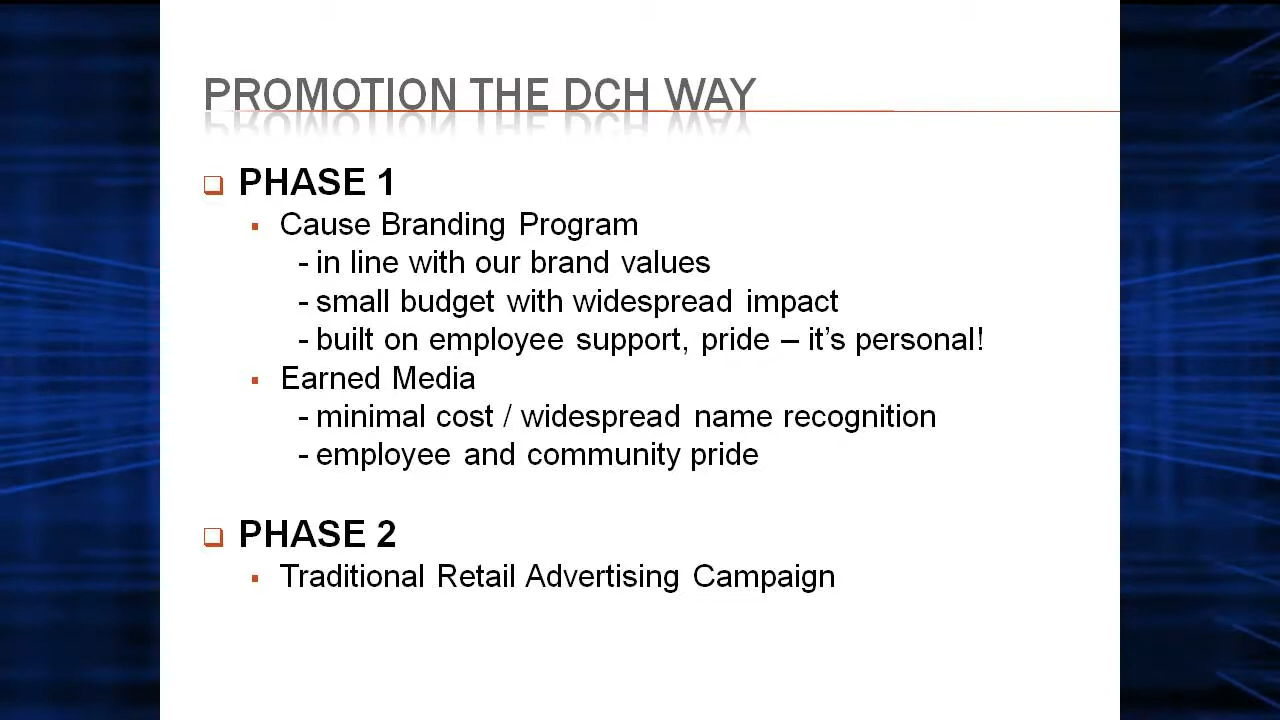 PROMOTION THE DCH WAY
PHASE 1
Cause Branding Program
- in line with our brand values
- small budget with widespread impact
- built on employee support, pride – it's personal!
Earned Media
- minimal cost / widespread name recognition
- employee and community pride
PHASE 2
Traditional Retail Advertising Campaign